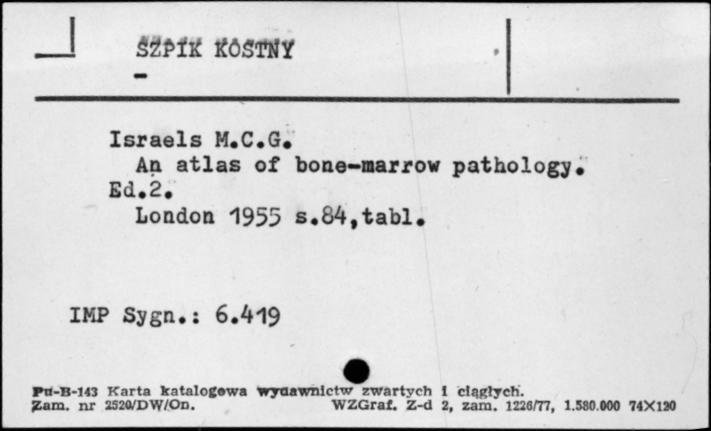 SZPIK KOSTNY
-
Israels M.C.G.
An atlas of bone-marrow pathology.
Ed.2.
London 1955 s.84,tabl.
IMP Sygn.: 6.419
Pu-B-143 Karta katalogowa wydawnictw zwartych i ciągłych.
Zam. nr 2520/DW/On. WZGraf. Z-d 2, zam. 1226/77, 1.580.000 74X120